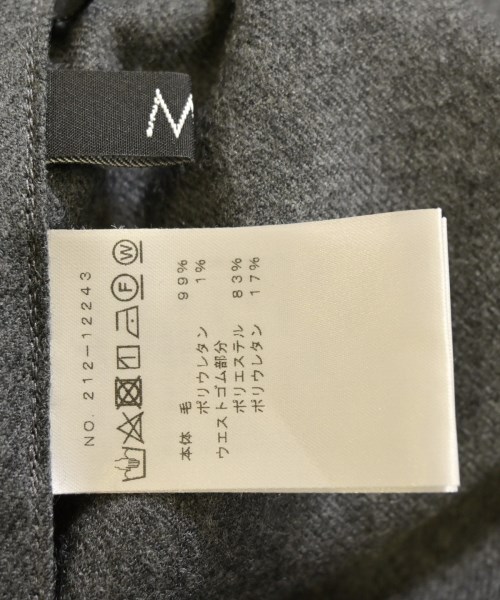 M
NO. 212-12243
F W
本体 毛 99%
ポリウレタン 1%
ウエストゴム部分
ポリエステル 83%
ポリウレタン 17%